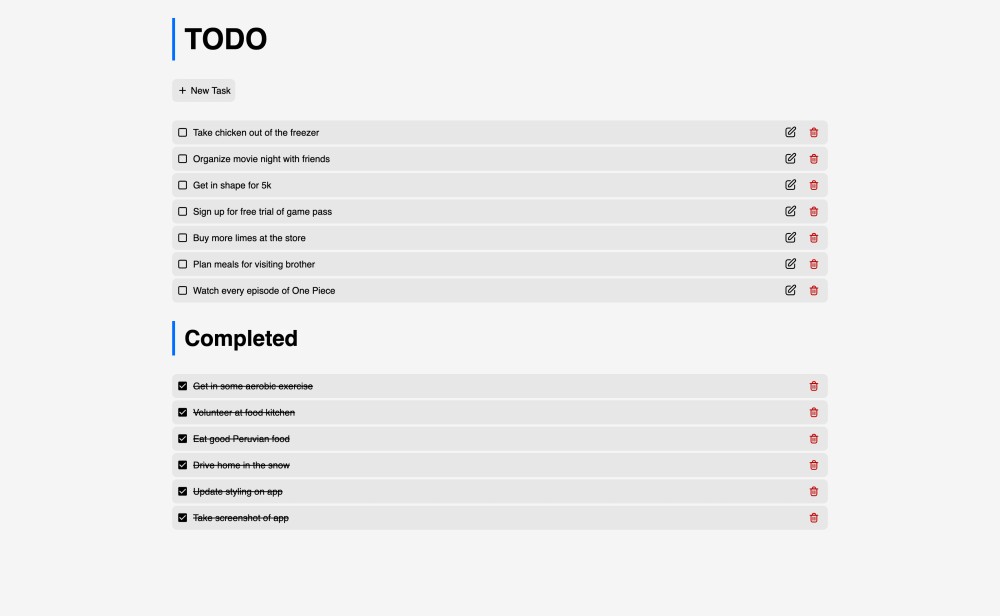 TODO
+ New Task
Take chicken out of the freezer
Organize movie night with friends
Get in shape for 5k
Sign up for free trial of game pass
Buy more limes at the store
Plan meals for visiting brother
Watch every episode of One Piece
Completed
Get in some aerobic exercise
Volunteer at food kitchen
Eat good Peruvian food
Drive home in the snow
Update styling on app
Take screenshot of app